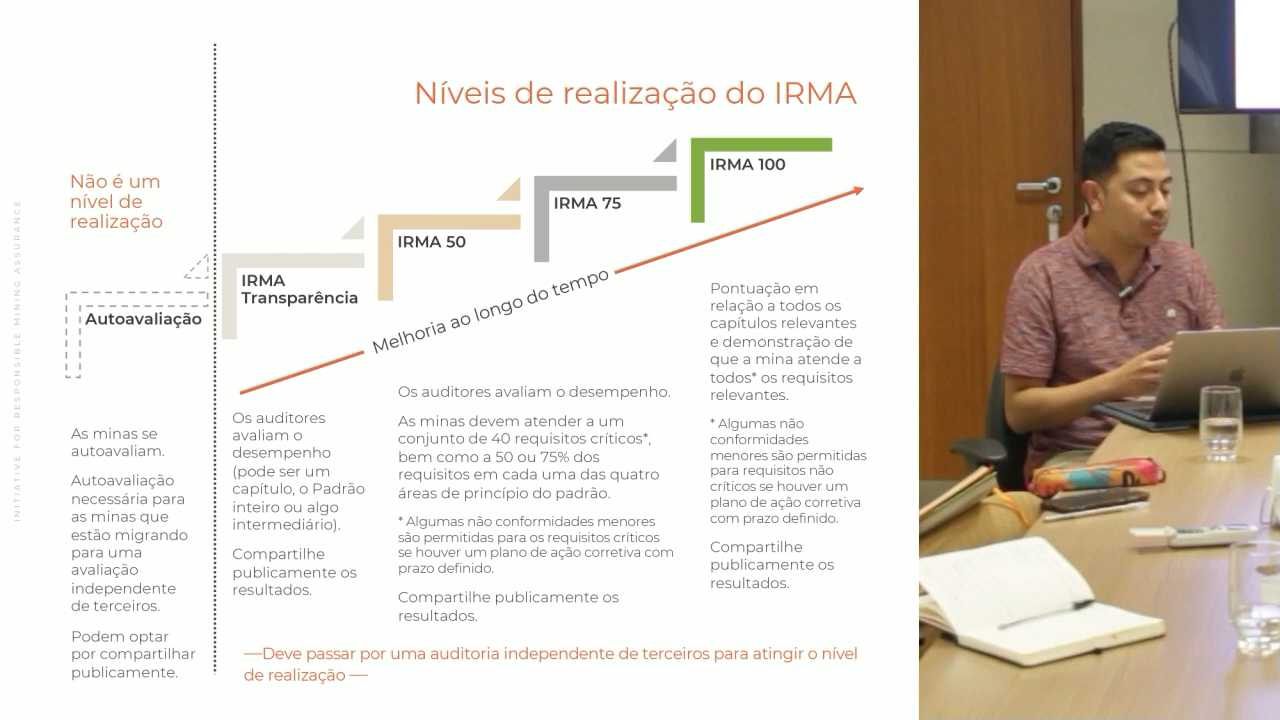 Níveis de realização do IRMA
Não é um
nível de
realização
INITIATIVE FOR RESPONSIBLE MINING ASSURANCE
Autoavaliação
IRMA
Transparência
IRMA 50
IRMA 75
IRMA 100
Melhoria ao longo do tempo
As minas se
autoavaliam.
Autoavaliação
necessária para
as minas que
estão migrando
para uma
avaliação
independente
de terceiros.
Podem optar
por compartilhar
publicamente.
Os auditores
avaliam o
desempenho
(pode ser um
capítulo, o Padrão
inteiro ou algo
intermediário).
Compartilhe
publicamente os
resultados.
Os auditores avaliam o desempenho.
As minas devem atender a um
conjunto de 40 requisitos críticos*,
bem como a 50 ou 75% dos
requisitos em cada uma das quatro
áreas de princípio do padrão.
* Algumas não conformidades menores
são permitidas para os requisitos críticos
se houver um plano de ação corretiva com
prazo definido.
Compartilhe publicamente os
resultados.
Pontuação em
relação a todos os
capítulos relevantes
e demonstração de
que a mina atende a
todos* os requisitos
relevantes.
* Algumas não
conformidades
menores são permitidas
para requisitos não
críticos se houver um
plano de ação corretiva
com prazo definido.
Compartilhe
publicamente os
resultados.
—Deve passar por uma auditoria independente de terceiros para atingir o nível
de realização —